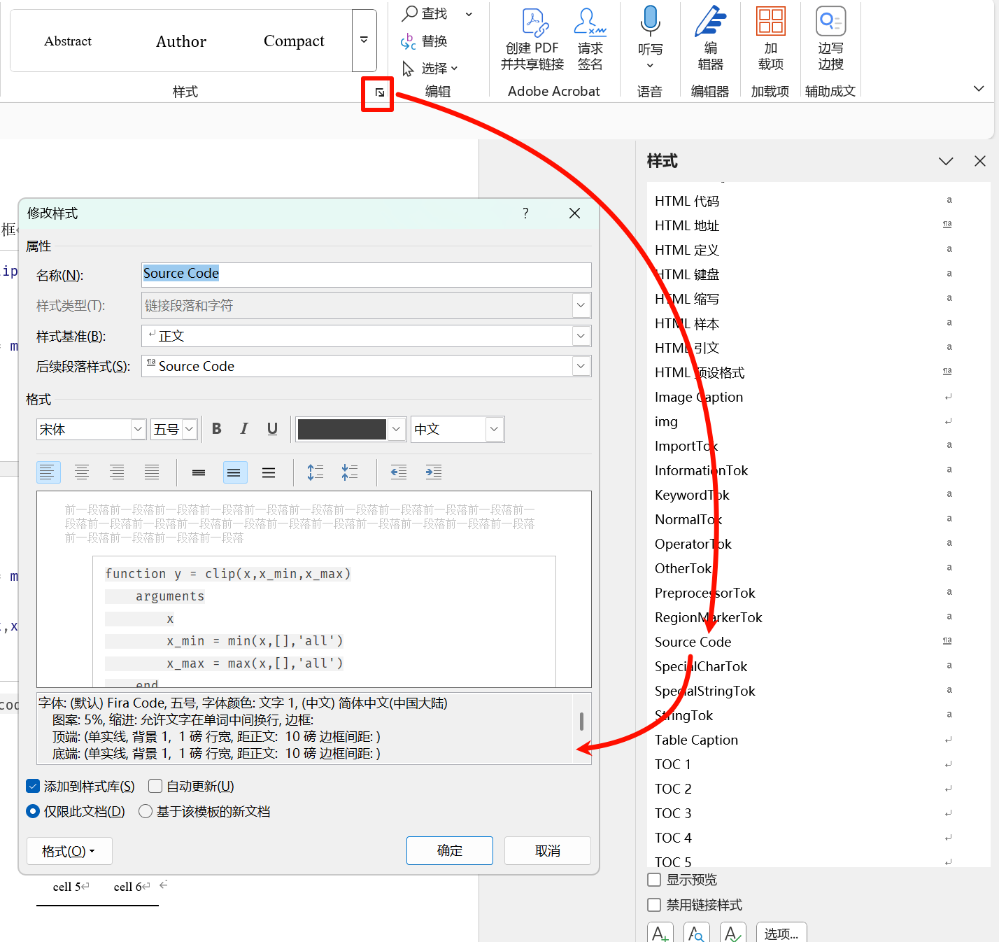 Abstract
Author
Compact
样式
查找
替换
选择
编辑
创建 PDF
并共享链接
请求
签名
Adobe Acrobat
听写
语音
编
辑器
编辑器
加
载项
加载项
边写
边搜
辅助成文
样式
HTML 代码
HTML 地址
HTML 定义
HTML 键盘
HTML 缩写
HTML 样本
HTML 引文
HTML 预设格式
Image Caption
img
ImportTok
InformationTok
KeywordTok
NormalTok
OperatorTok
OtherTok
PreprocessorTok
RegionMarkerTok
Source Code
SpecialCharTok
SpecialStringTok
StringTok
Table Caption
TOC 1
TOC 2
TOC 3
TOC 4
TOC 5
显示预览
禁用链接样式
选项...
框
lip
= m
= m
,x
cod
修改样式
?
属性
名称(N):
Source Code
样式类型(T):
链接段落和字符
样式基准(B):
正文
后续段落样式(S):
Source Code
格式
宋体
五号
B I U
中文
前一段落前一段落前一段落前一段落前一段落前一段落前一段落前一段落前一段落前一段落前一
段落前一段落前一段落前一段落前一段落前一段落前一段落前一段落前一段落前一段落前一段落
前一段落前一段落前一段落前一段落
function y = clip(x,x_min,x_max)
arguments
x
x_min = min(x,[],'all')
x_max = max(x,[],'all')
end
字体: (默认) Fira Code, 五号, 字体颜色: 文字 1, (中文) 简体中文(中国大陆)
图案: 5%, 缩进: 允许文字在单词中间换行, 边框:
顶端: (单实线, 背景 1, 1 磅 行宽, 距正文: 10 磅 边框间距: )
底端: (单实线, 背景 1, 1 磅 行宽, 距正文: 10 磅 边框间距: )
添加到样式库(S)
自动更新(U)
仅限此文档(D)
基于该模板的新文档
格式(O)
确定
取消
cell 5
cell 6